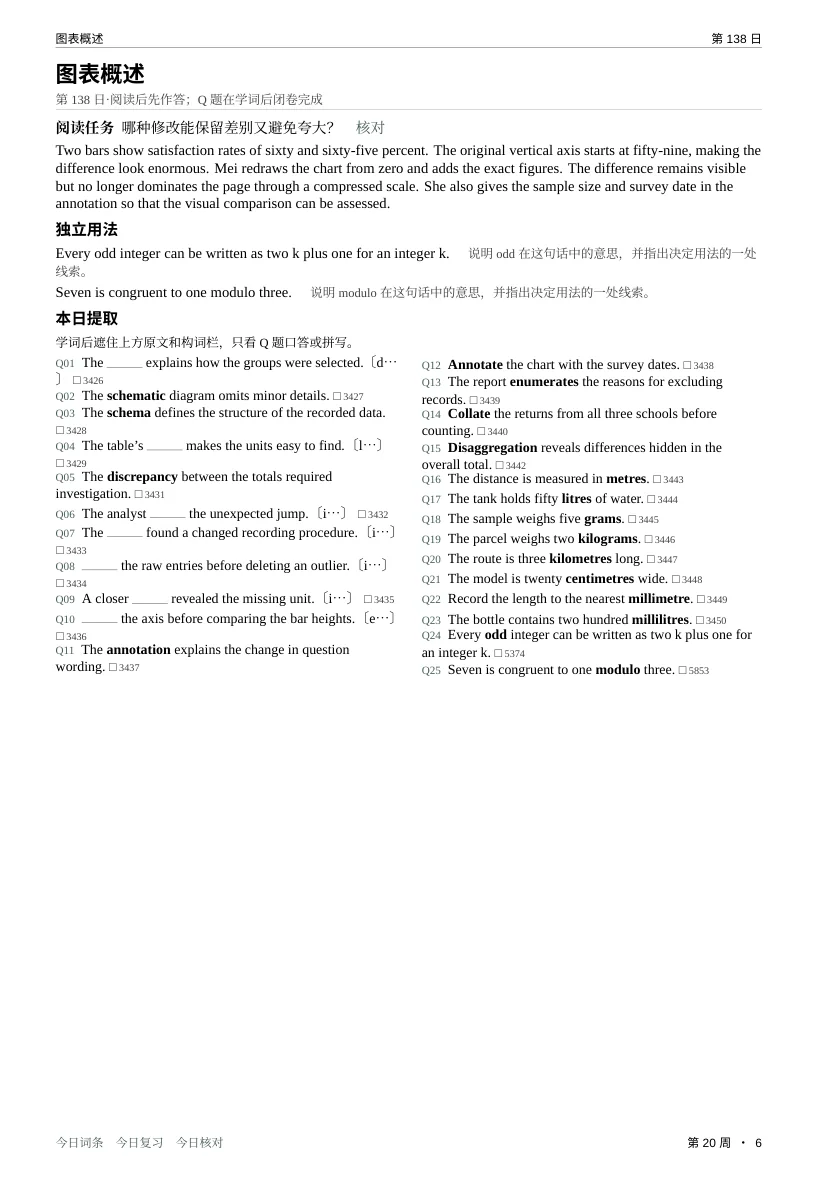 图表概述 第 138 日
图表概述
第 138 日·阅读后先作答；Q 题在学词后闭卷完成
阅读任务 哪种修改能保留差别又避免夸大？ 核对
Two bars show satisfaction rates of sixty and sixty-five percent. The original vertical axis starts at fifty-nine, making the
difference look enormous. Mei redraws the chart from zero and adds the exact figures. The difference remains visible
but no longer dominates the page through a compressed scale. She also gives the sample size and survey date in the
annotation so that the visual comparison can be assessed.
独立用法
Every odd integer can be written as two k plus one for an integer k. 说明 odd 在这句话中的意思，并指出决定用法的一处
线索。
Seven is congruent to one modulo three. 说明 modulo 在这句话中的意思，并指出决定用法的一处线索。
本日提取
学词后遮住上方原文和构词栏，只看 Q 题口答或拼写。
Q01 The _____ explains how the groups were selected.〔d…
〕 □ 3426
Q02 The schematic diagram omits minor details. □ 3427
Q03 The schema defines the structure of the recorded data.
□ 3428
Q04 The table’s _____ makes the units easy to find.〔l…〕
□ 3429
Q05 The discrepancy between the totals required
investigation. □ 3431
Q06 The analyst _____ the unexpected jump.〔i…〕 □ 3432
Q07 The _____ found a changed recording procedure.〔i…〕
□ 3433
Q08 _____ the raw entries before deleting an outlier.〔i…〕
□ 3434
Q09 A closer _____ revealed the missing unit.〔i…〕 □ 3435
Q10 _____ the axis before comparing the bar heights.〔e…〕
□ 3436
Q11 The annotation explains the change in question
wording. □ 3437
Q12 Annotate the chart with the survey dates. □ 3438
Q13 The report enumerates the reasons for excluding
records. □ 3439
Q14 Collate the returns from all three schools before
counting. □ 3440
Q15 Disaggregation reveals differences hidden in the
overall total. □ 3442
Q16 The distance is measured in metres. □ 3443
Q17 The tank holds fifty litres of water. □ 3444
Q18 The sample weighs five grams. □ 3445
Q19 The parcel weighs two kilograms. □ 3446
Q20 The route is three kilometres long. □ 3447
Q21 The model is twenty centimetres wide. □ 3448
Q22 Record the length to the nearest millimetre. □ 3449
Q23 The bottle contains two hundred millilitres. □ 3450
Q24 Every odd integer can be written as two k plus one for
an integer k. □ 5374
Q25 Seven is congruent to one modulo three. □ 5853
今日词条 今日复习 今日核对 第 20 周 · 6